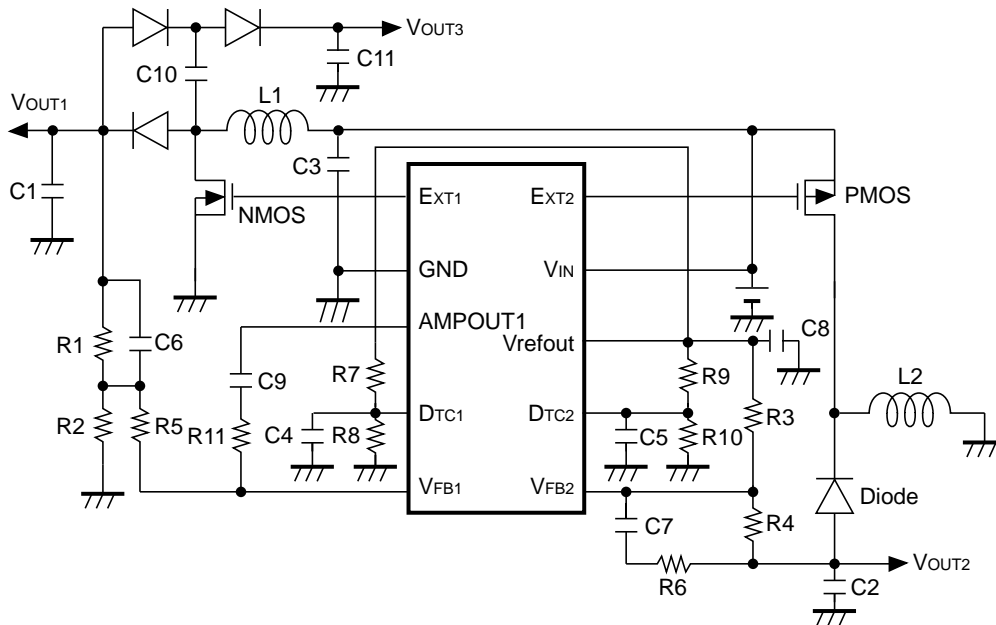 VOUT3
C10
C11
VOUT1
L1
C1
C3
NMOS
EXT1
EXT2
PMOS
GND
VIN
AMPOUT1
Vrefout
C8
R1
C6
C9
R7
R9
L2
R2
R5
R11
C4
R8
DTC1
DTC2
C5
R10
R3
VFB1
VFB2
C7
R4
Diode
R6
VOUT2
C2